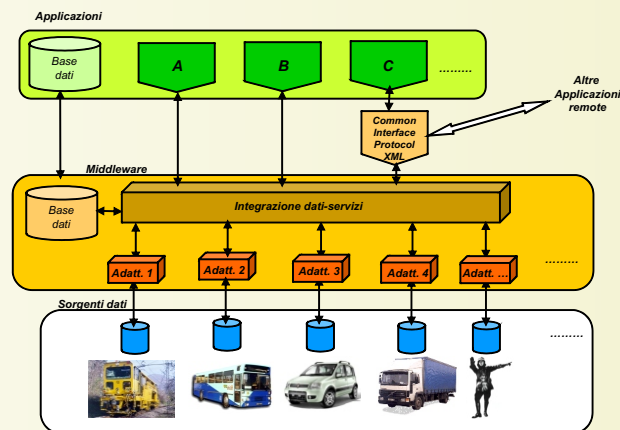 Applicazioni
Base
dati
A
B
C
.........
Altre
Applicazioni
remote
Common
Interface
Protocol
XML
Middleware
Base
dati
Integrazione dati-servizi
Adatt. 1
Adatt. 2
Adatt. 3
Adatt. 4
Adatt. ...
.........
Sorgenti dati
.........